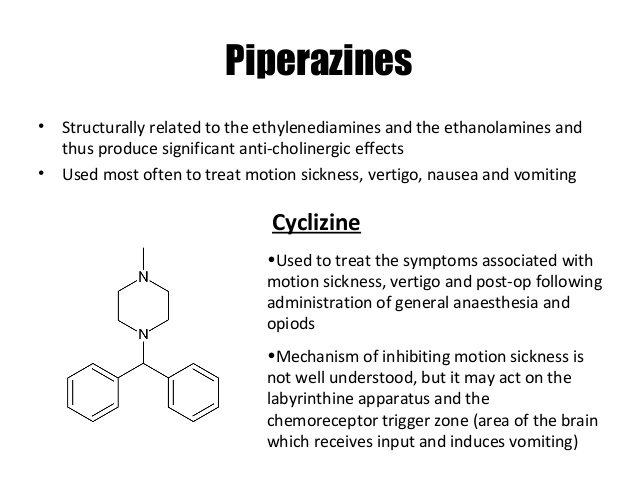 Piperazines
• Structurally related to the ethylenediamines and the ethanolamines and
thus produce significant anti-cholinergic effects
• Used most often to treat motion sickness, vertigo, nausea and vomiting
Cyclizine
•Used to treat the symptoms associated with
motion sickness, vertigo and post-op following
administration of general anaesthesia and
opiods
•Mechanism of inhibiting motion sickness is
not well understood, but it may act on the
labyrinthine apparatus and the
chemoreceptor trigger zone (area of the brain
which receives input and induces vomiting)
N
N